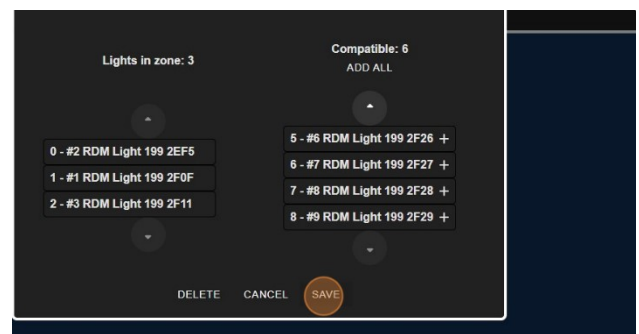 Lights in zone: 3
Compatible: 6
ADD ALL
0 - #2 RDM Light 199 2EF5
1 - #1 RDM Light 199 2F0F
2 - #3 RDM Light 199 2F11
5 - #6 RDM Light 199 2F26 +
6 - #7 RDM Light 199 2F27 +
7 - #8 RDM Light 199 2F28 +
8 - #9 RDM Light 199 2F29 +
DELETE CANCEL SAVE